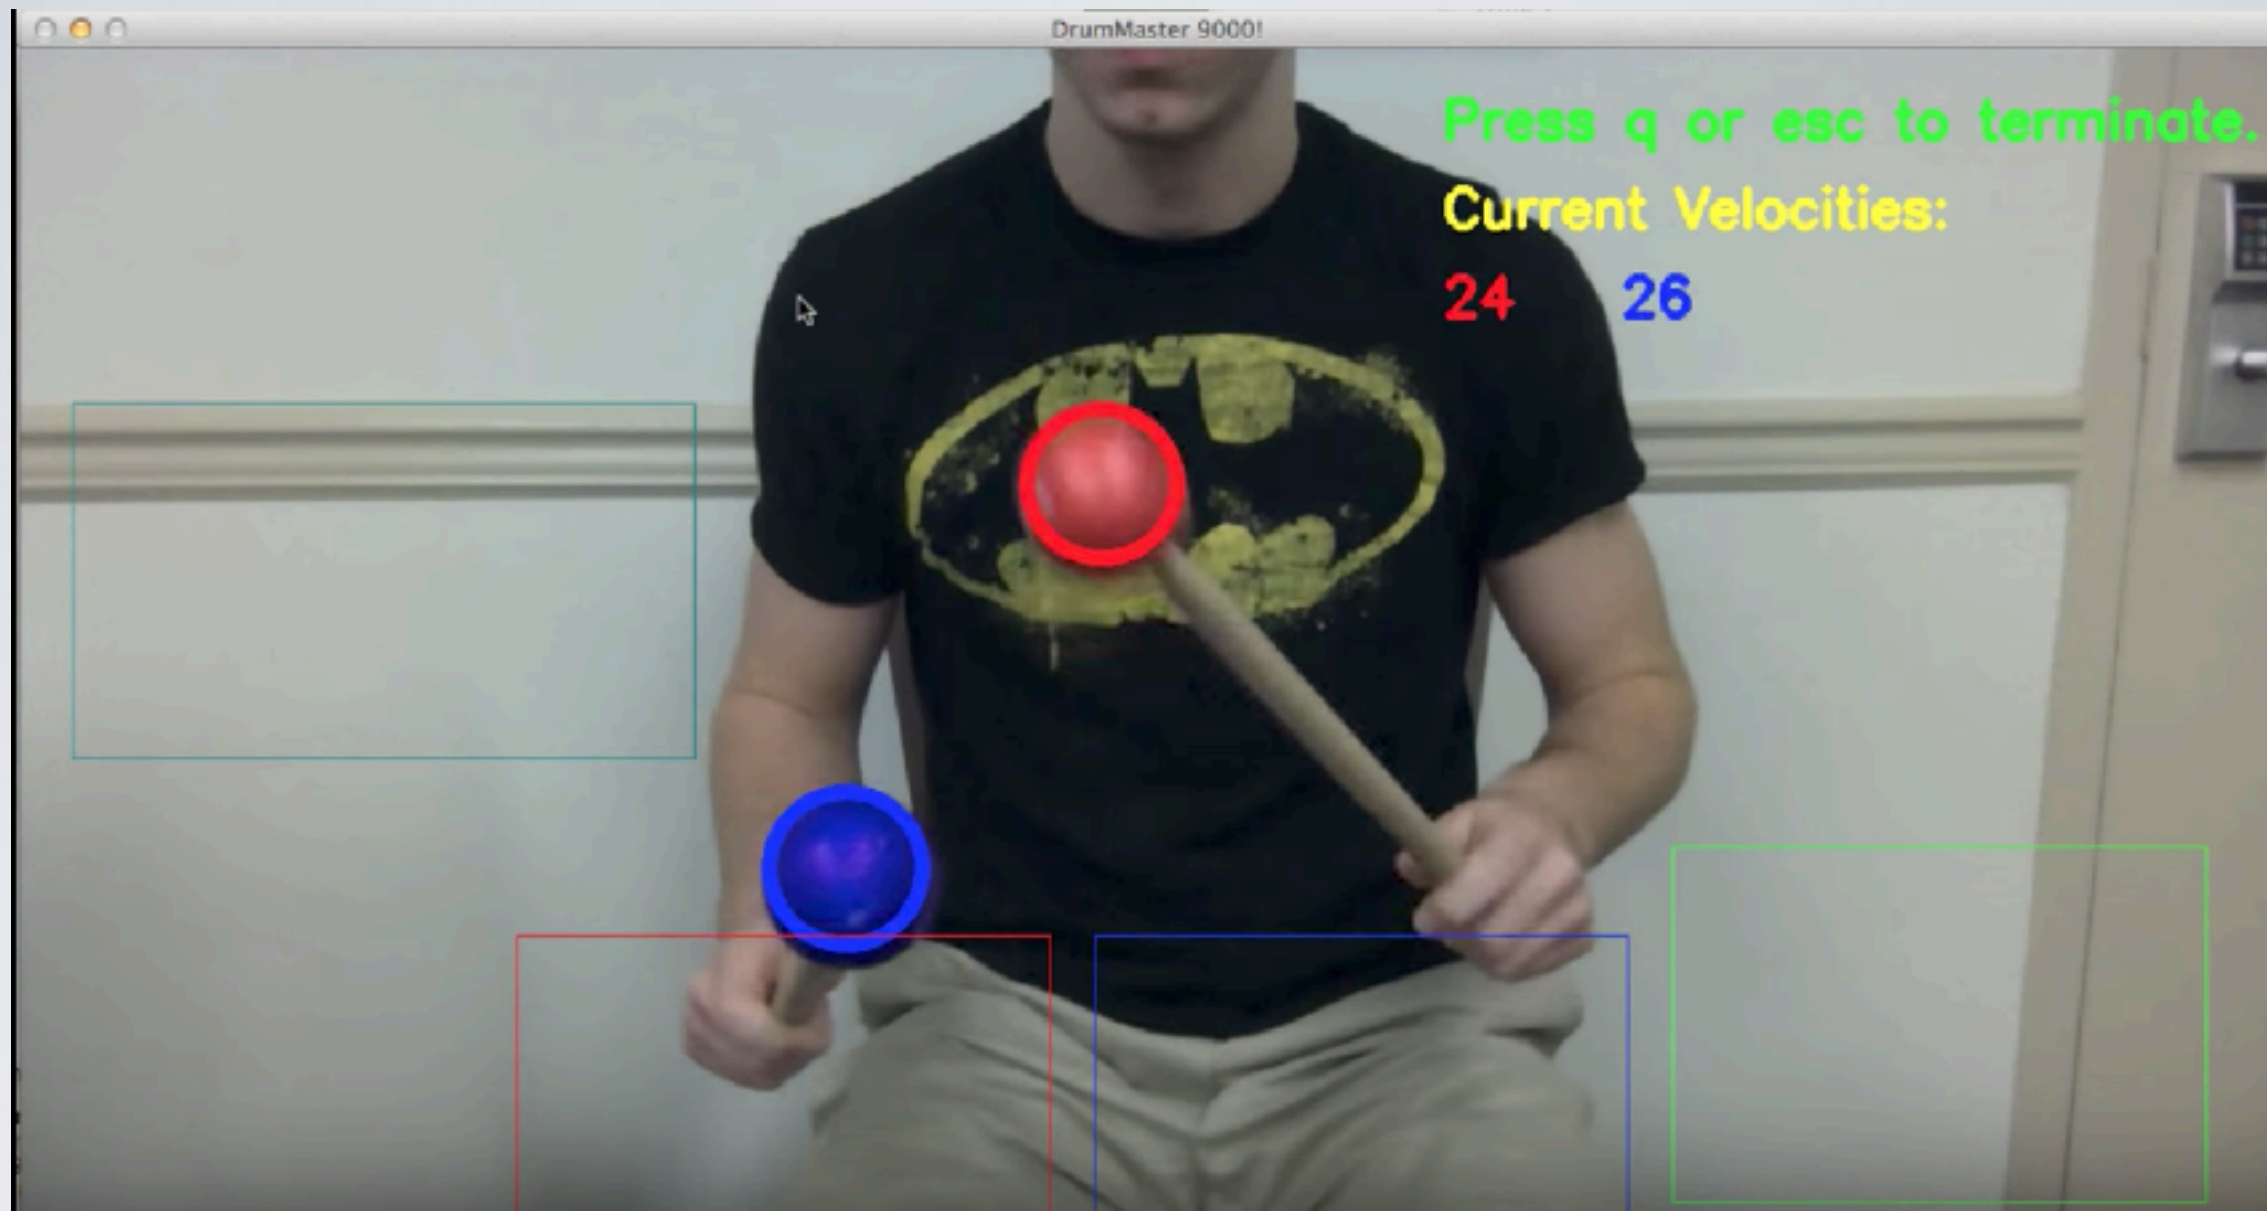 DrumMaster 9000!
Press q or esc to terminate.
Current Velocities:
24 26